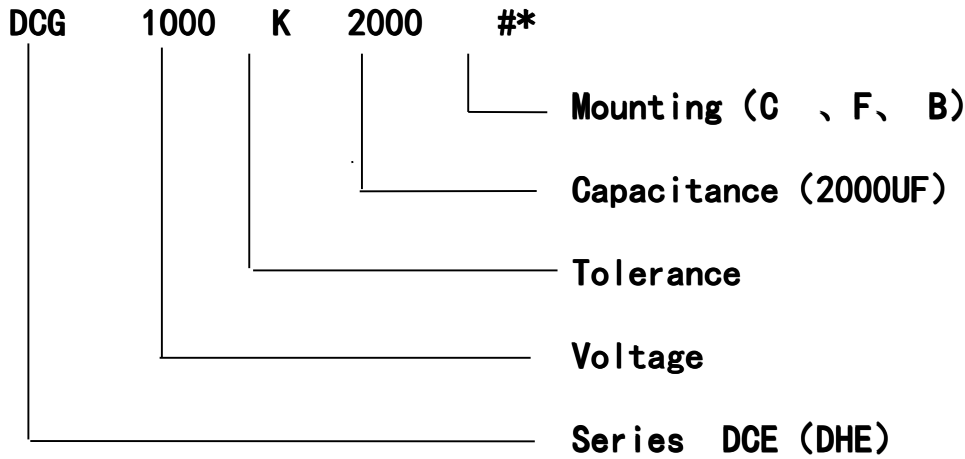 DCG 1000 K 2000 #*
Mounting（C 、F、 B）
Capacitance（2000UF）
Tolerance
Voltage
Series DCE（DHE）